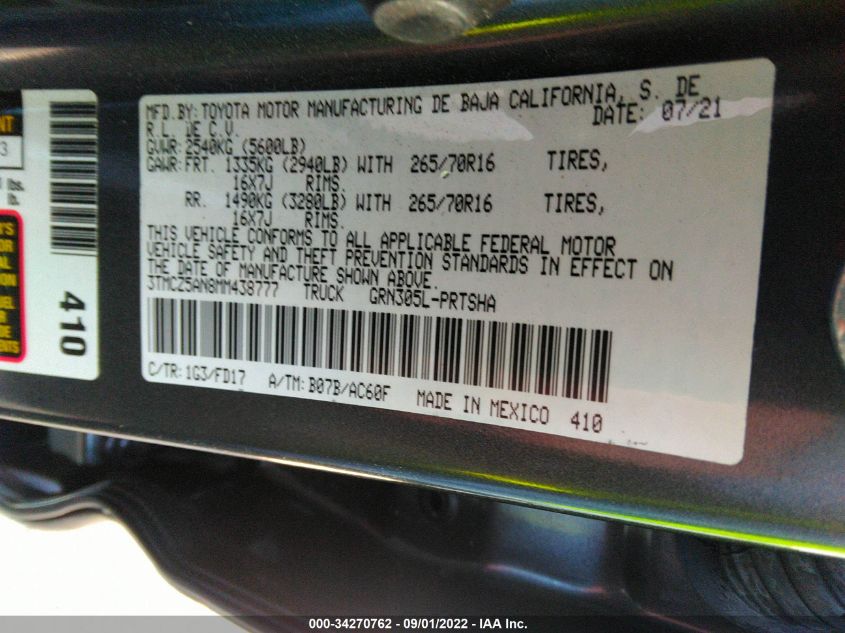 MFD.BY: TOYOTA MOTOR MANUFACTURING DE BAJA CALIFORNIA, S. DE
R.L. DE C.V. DATE: 07/21
GVWR: 2540KG (5600LB)
GAWR: FRT. 1335KG (2940LB) WITH 265/70R16 TIRES,
16X7J RIMS.
RR. 1490KG (3280LB) WITH 265/70R16 TIRES,
16X7J RIMS.
THIS VEHICLE CONFORMS TO ALL APPLICABLE FEDERAL MOTOR
VEHICLE SAFETY AND THEFT PREVENTION STANDARDS IN EFFECT ON
THE DATE OF MANUFACTURE SHOWN ABOVE.
3TMCZ5AN8MM438777 TRUCK GRN305L-PRTSHA
C/TR: 1G3/FD17 A/TM: B07B/AC60F MADE IN MEXICO 410
410
lbs.
lb.
000-34270762 - 09/01/2022 - IAA Inc.